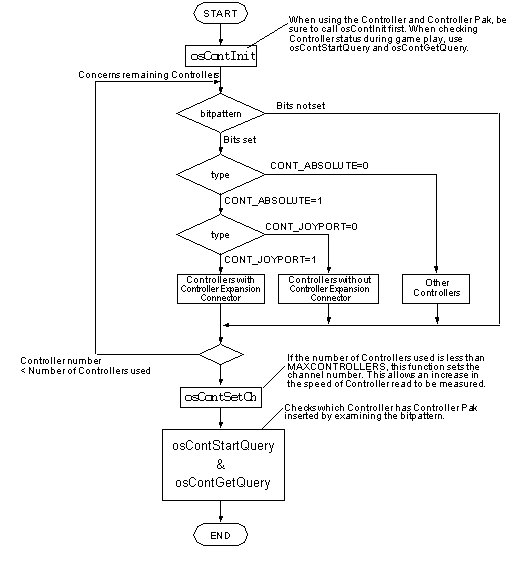 START
When using the Controller and Controller Pak, be
sure to call osContInit first. When checking
Controller status during game play, use
osContStartQuery and osContGetQuery.
osContInit
Concerns remaining Controllers
bitpattern
Bits not set
Bits set
type
CONT_ABSOLUTE=0
CONT_ABSOLUTE=1
type
CONT_JOYPORT=0
CONT_JOYPORT=1
Controllers with
Controller Expansion
Connector
Controllers without
Controller Expansion
Connector
Other
Controllers
Controller number
< Number of Controllers used
If the number of Controllers used is less than
MAXCONTROLLERS, this function sets the
channel number. This allows an increase in
the speed of Controller read to be measured.
osContSetCh
Checks which Controller has Controller Pak
inserted by examining the bitpattern.
osContStartQuery
&
osContGetQuery
END